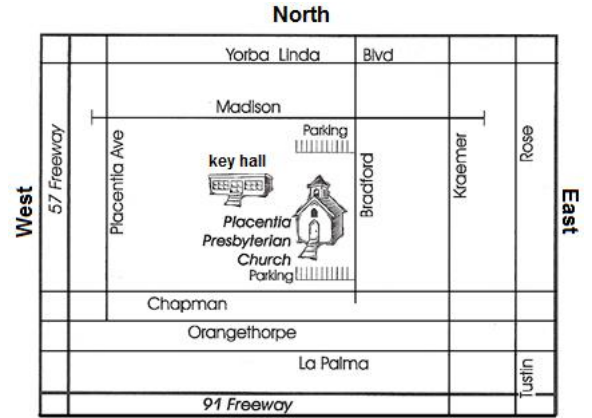 North
Yorba Linda Blvd
Madison
Parking
57 Freeway
Placentia Ave
key hall
Bradford
Kraemer
Rose
West
East
Placentia
Presbyterian
Church
Parking
Chapman
Orangethorpe
La Palma
Tustin
91 Freeway